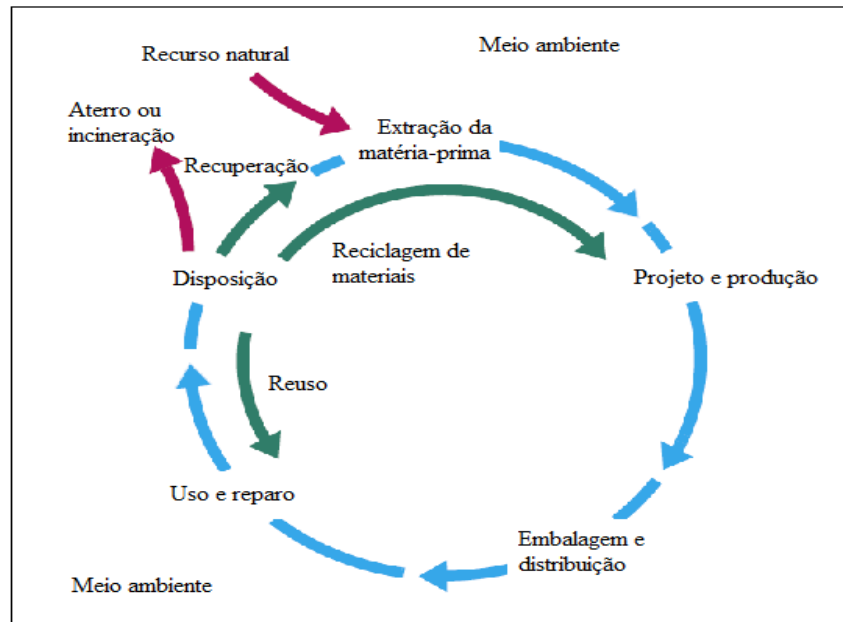 Meio ambiente
Recurso natural
Aterro ou
incineração
Extração da
matéria-prima
Recuperação
Reciclagem de
materiais
Disposição
Projeto e produção
Reuso
Uso e reparo
Embalagem e
distribuição
Meio ambiente